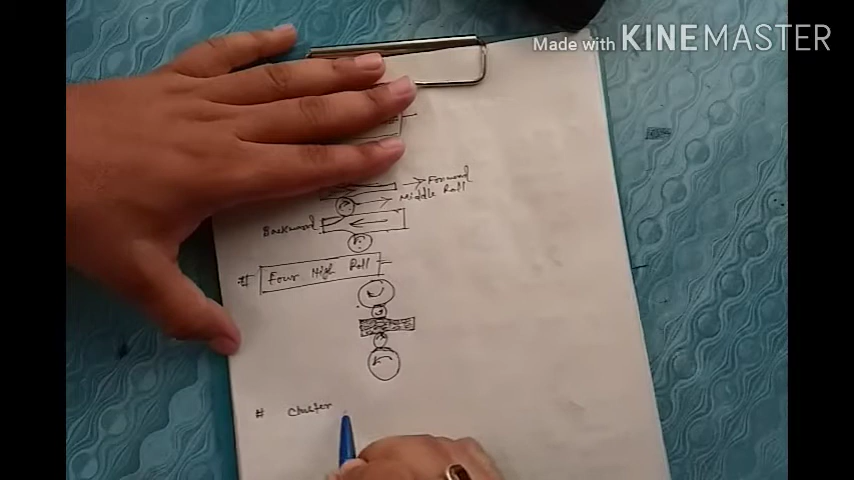 Made with KINEMASTER
Forward
Middle Roll
Backward
# Four High Roll
# Cluster